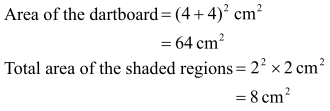 Area of the dartboard = (4 + 4)² cm²
= 64 cm²
Total area of the shaded regions = 2² × 2 cm²
= 8 cm²